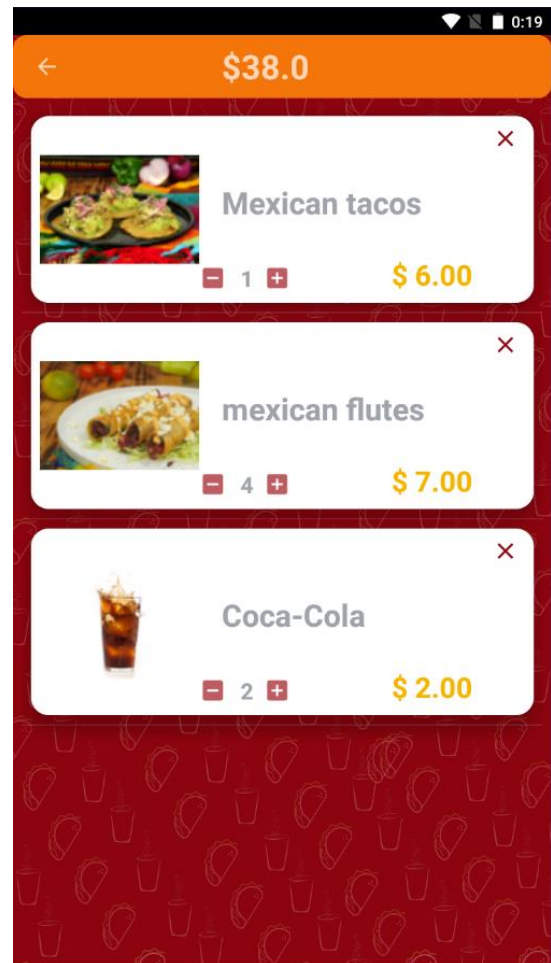 0:19
$38.0
Mexican tacos
1
$ 6.00
mexican flutes
4
$ 7.00
Coca-Cola
2
$ 2.00